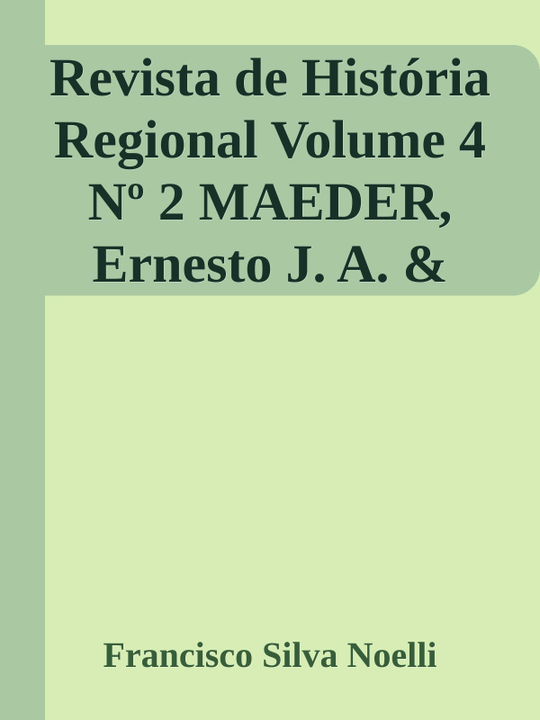 Revista de História
Regional Volume 4
Nº 2 MAEDER,
Ernesto J. A. &
Francisco Silva Noelli